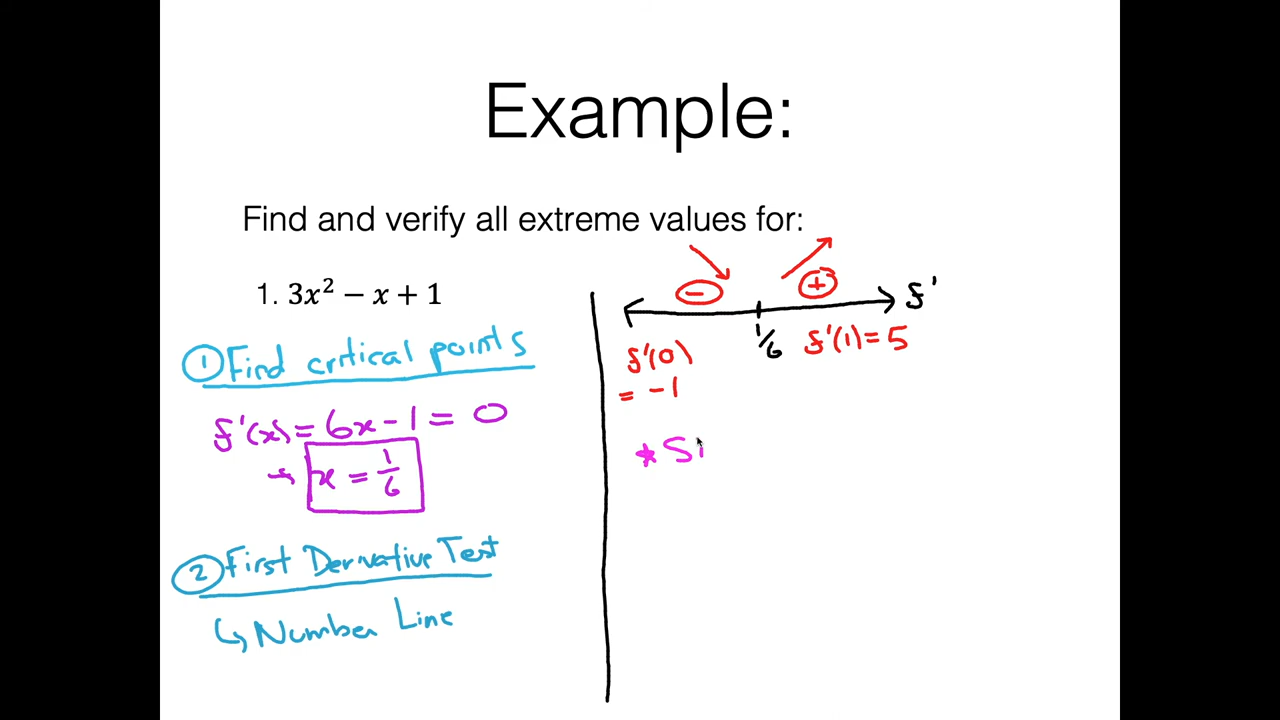 Example:
Find and verify all extreme values for:
1. 3x² − x + 1
① Find critical points
f'(x) = 6x − 1 = 0
→ x = 1/6
② First Derivative Test
↳ Number Line
− +
f'
1/6
f'(0)
= −1
f'(1) = 5
* Si